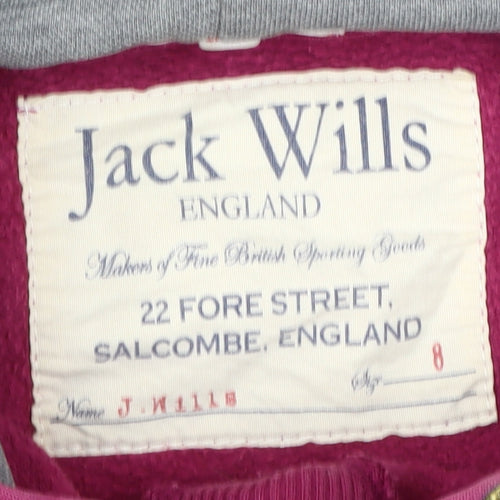 Jack Wills
ENGLAND
Makers of Fine British Sporting Goods
22 FORE STREET,
SALCOMBE, ENGLAND
Size 8
Name J.Wills